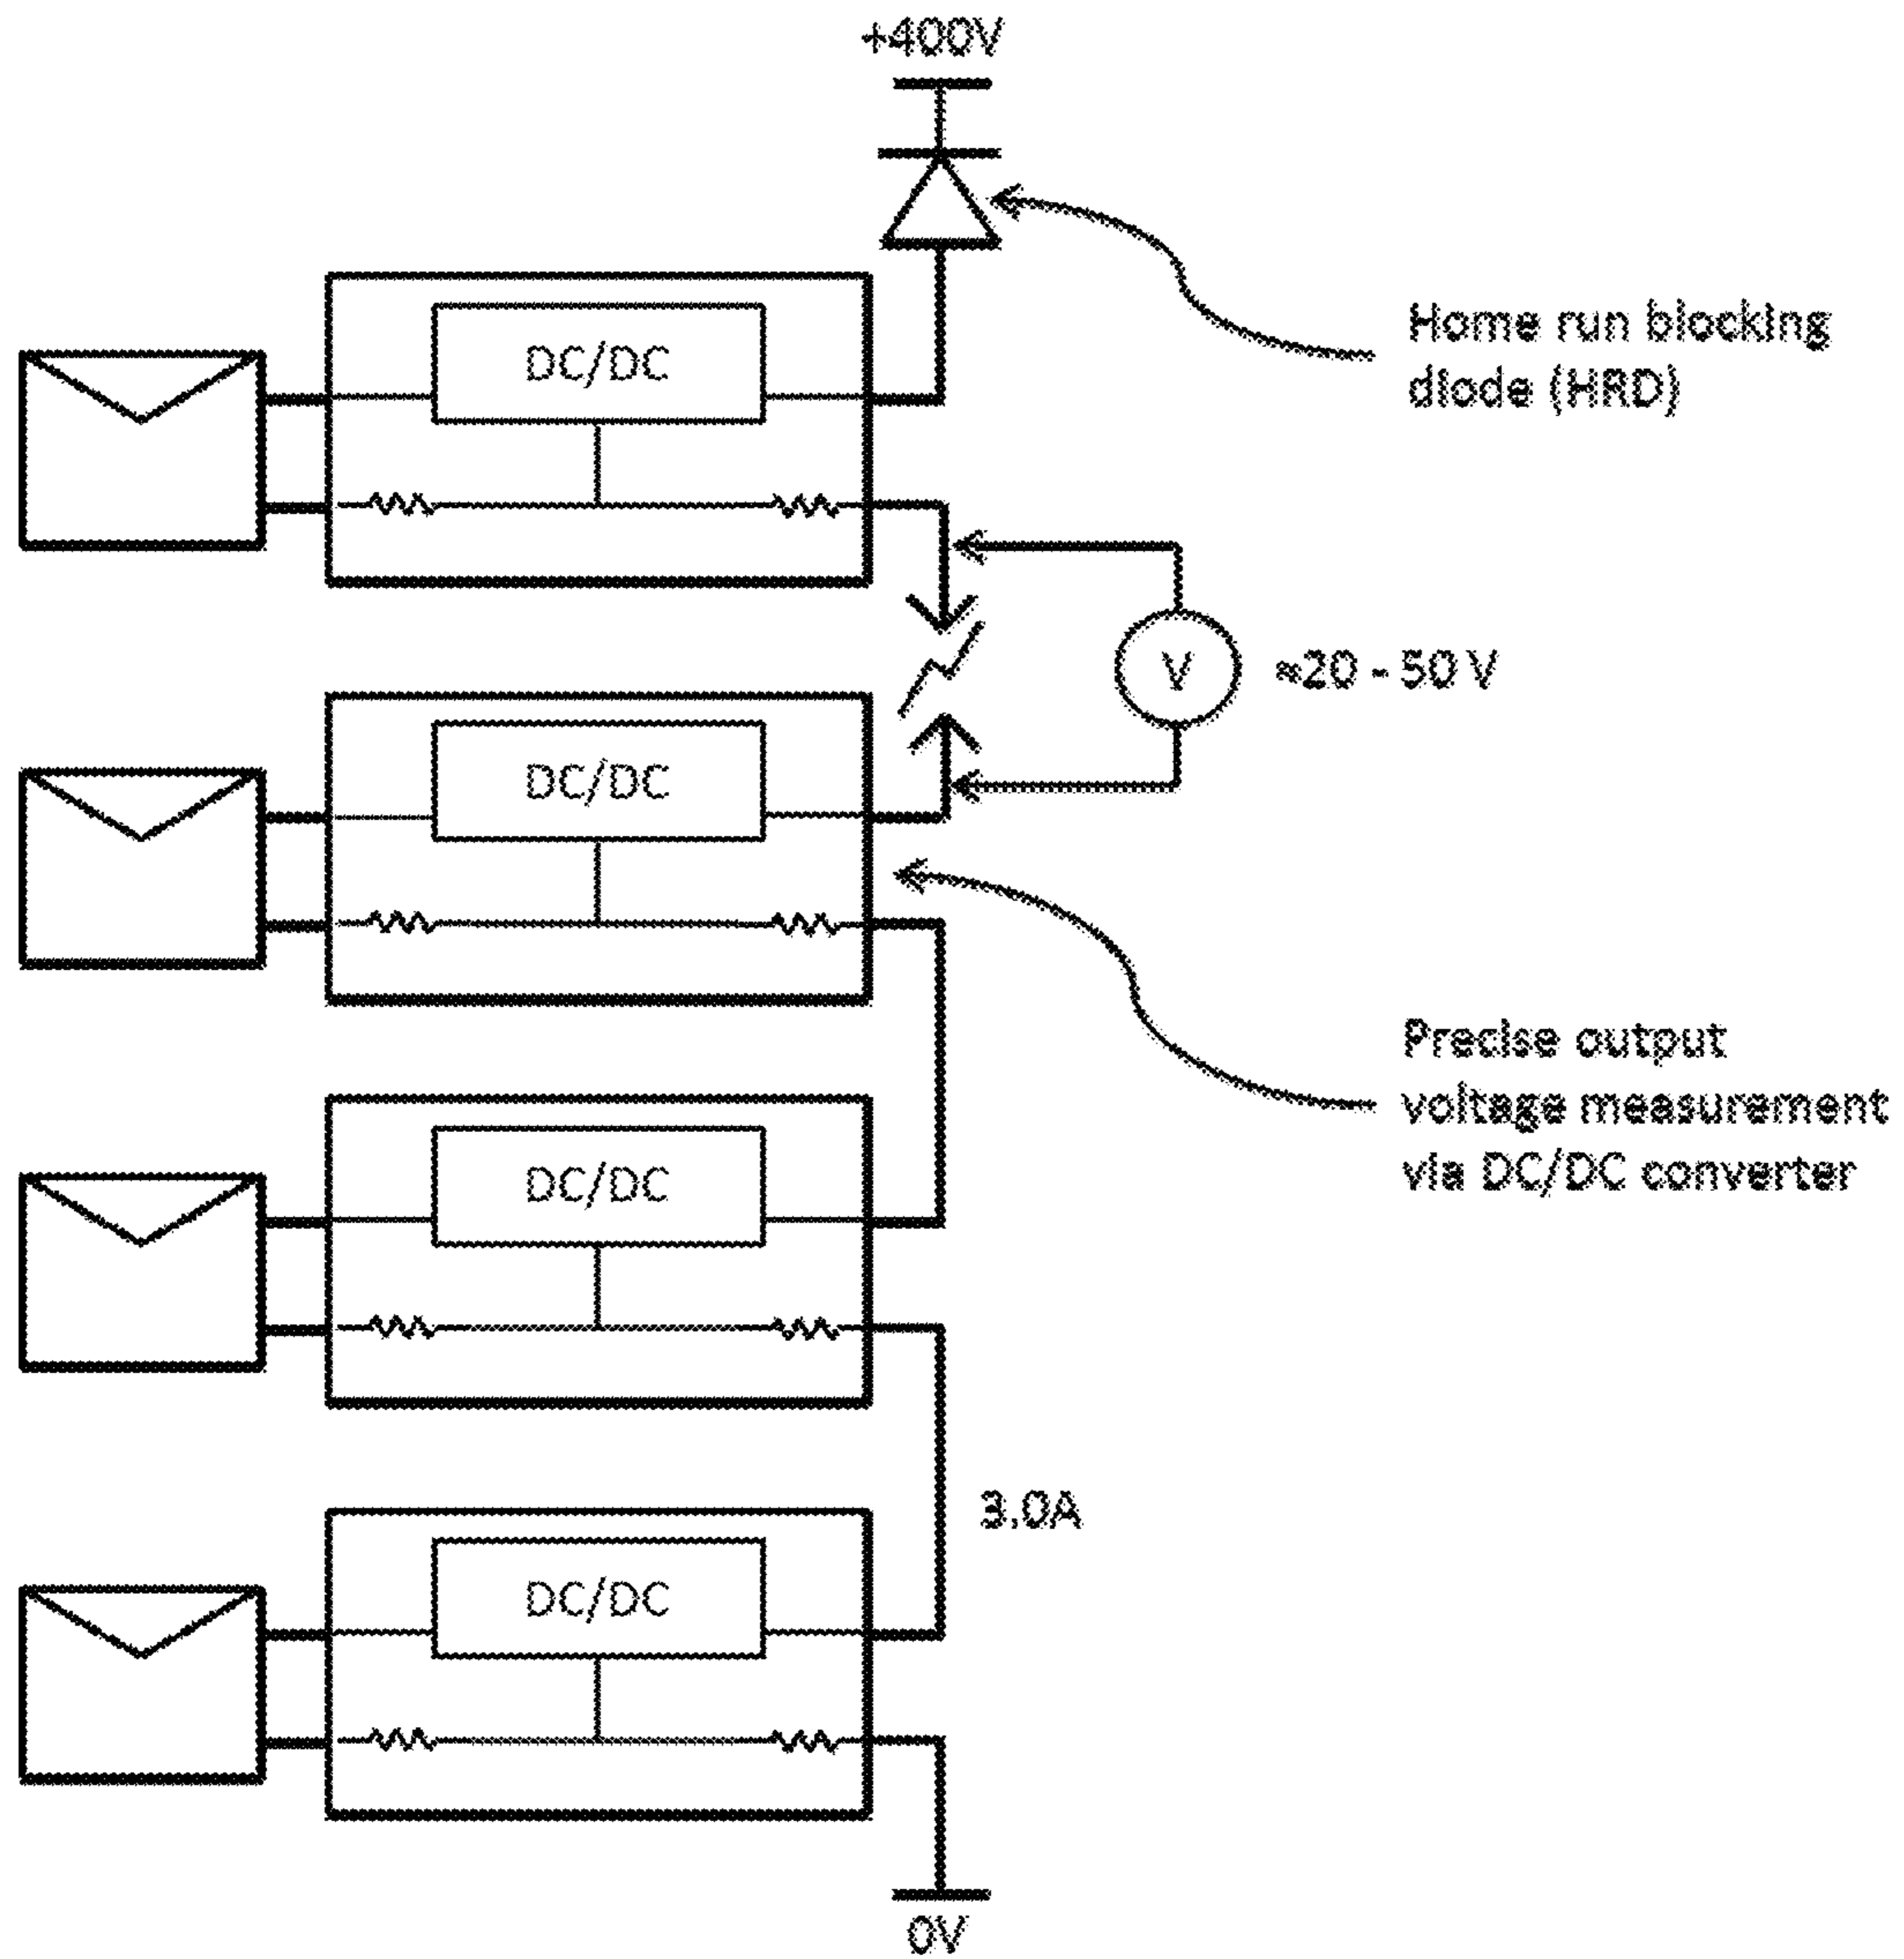 +400V
Home run blocking
diode (HRD)
DC/DC
V
≈20 - 50 V
DC/DC
Precise output
voltage measurement
via DC/DC converter
DC/DC
3.0A
DC/DC
0V